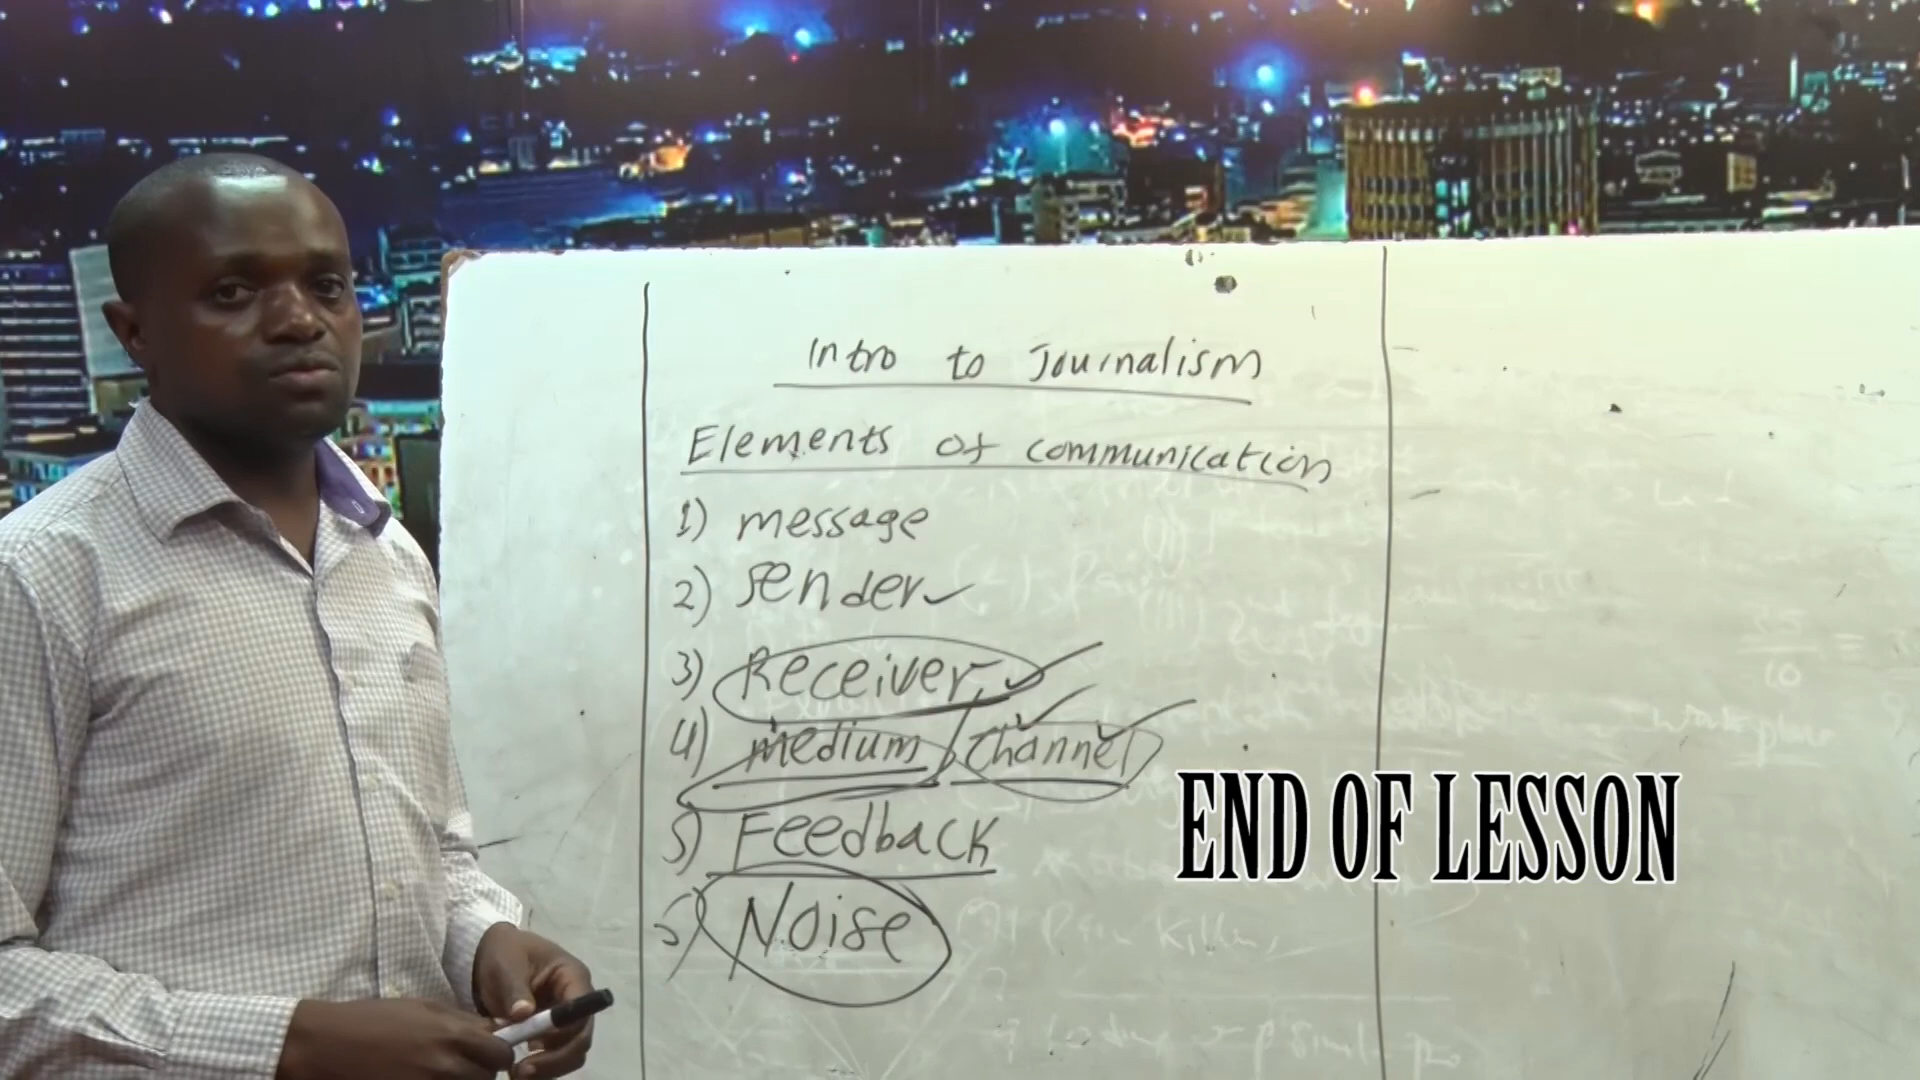 Intro to Journalism
Elements of communication
1) message
2) Sender
3) Receiver
4) medium / channel
5) Feedback
5) Noise
END OF LESSON